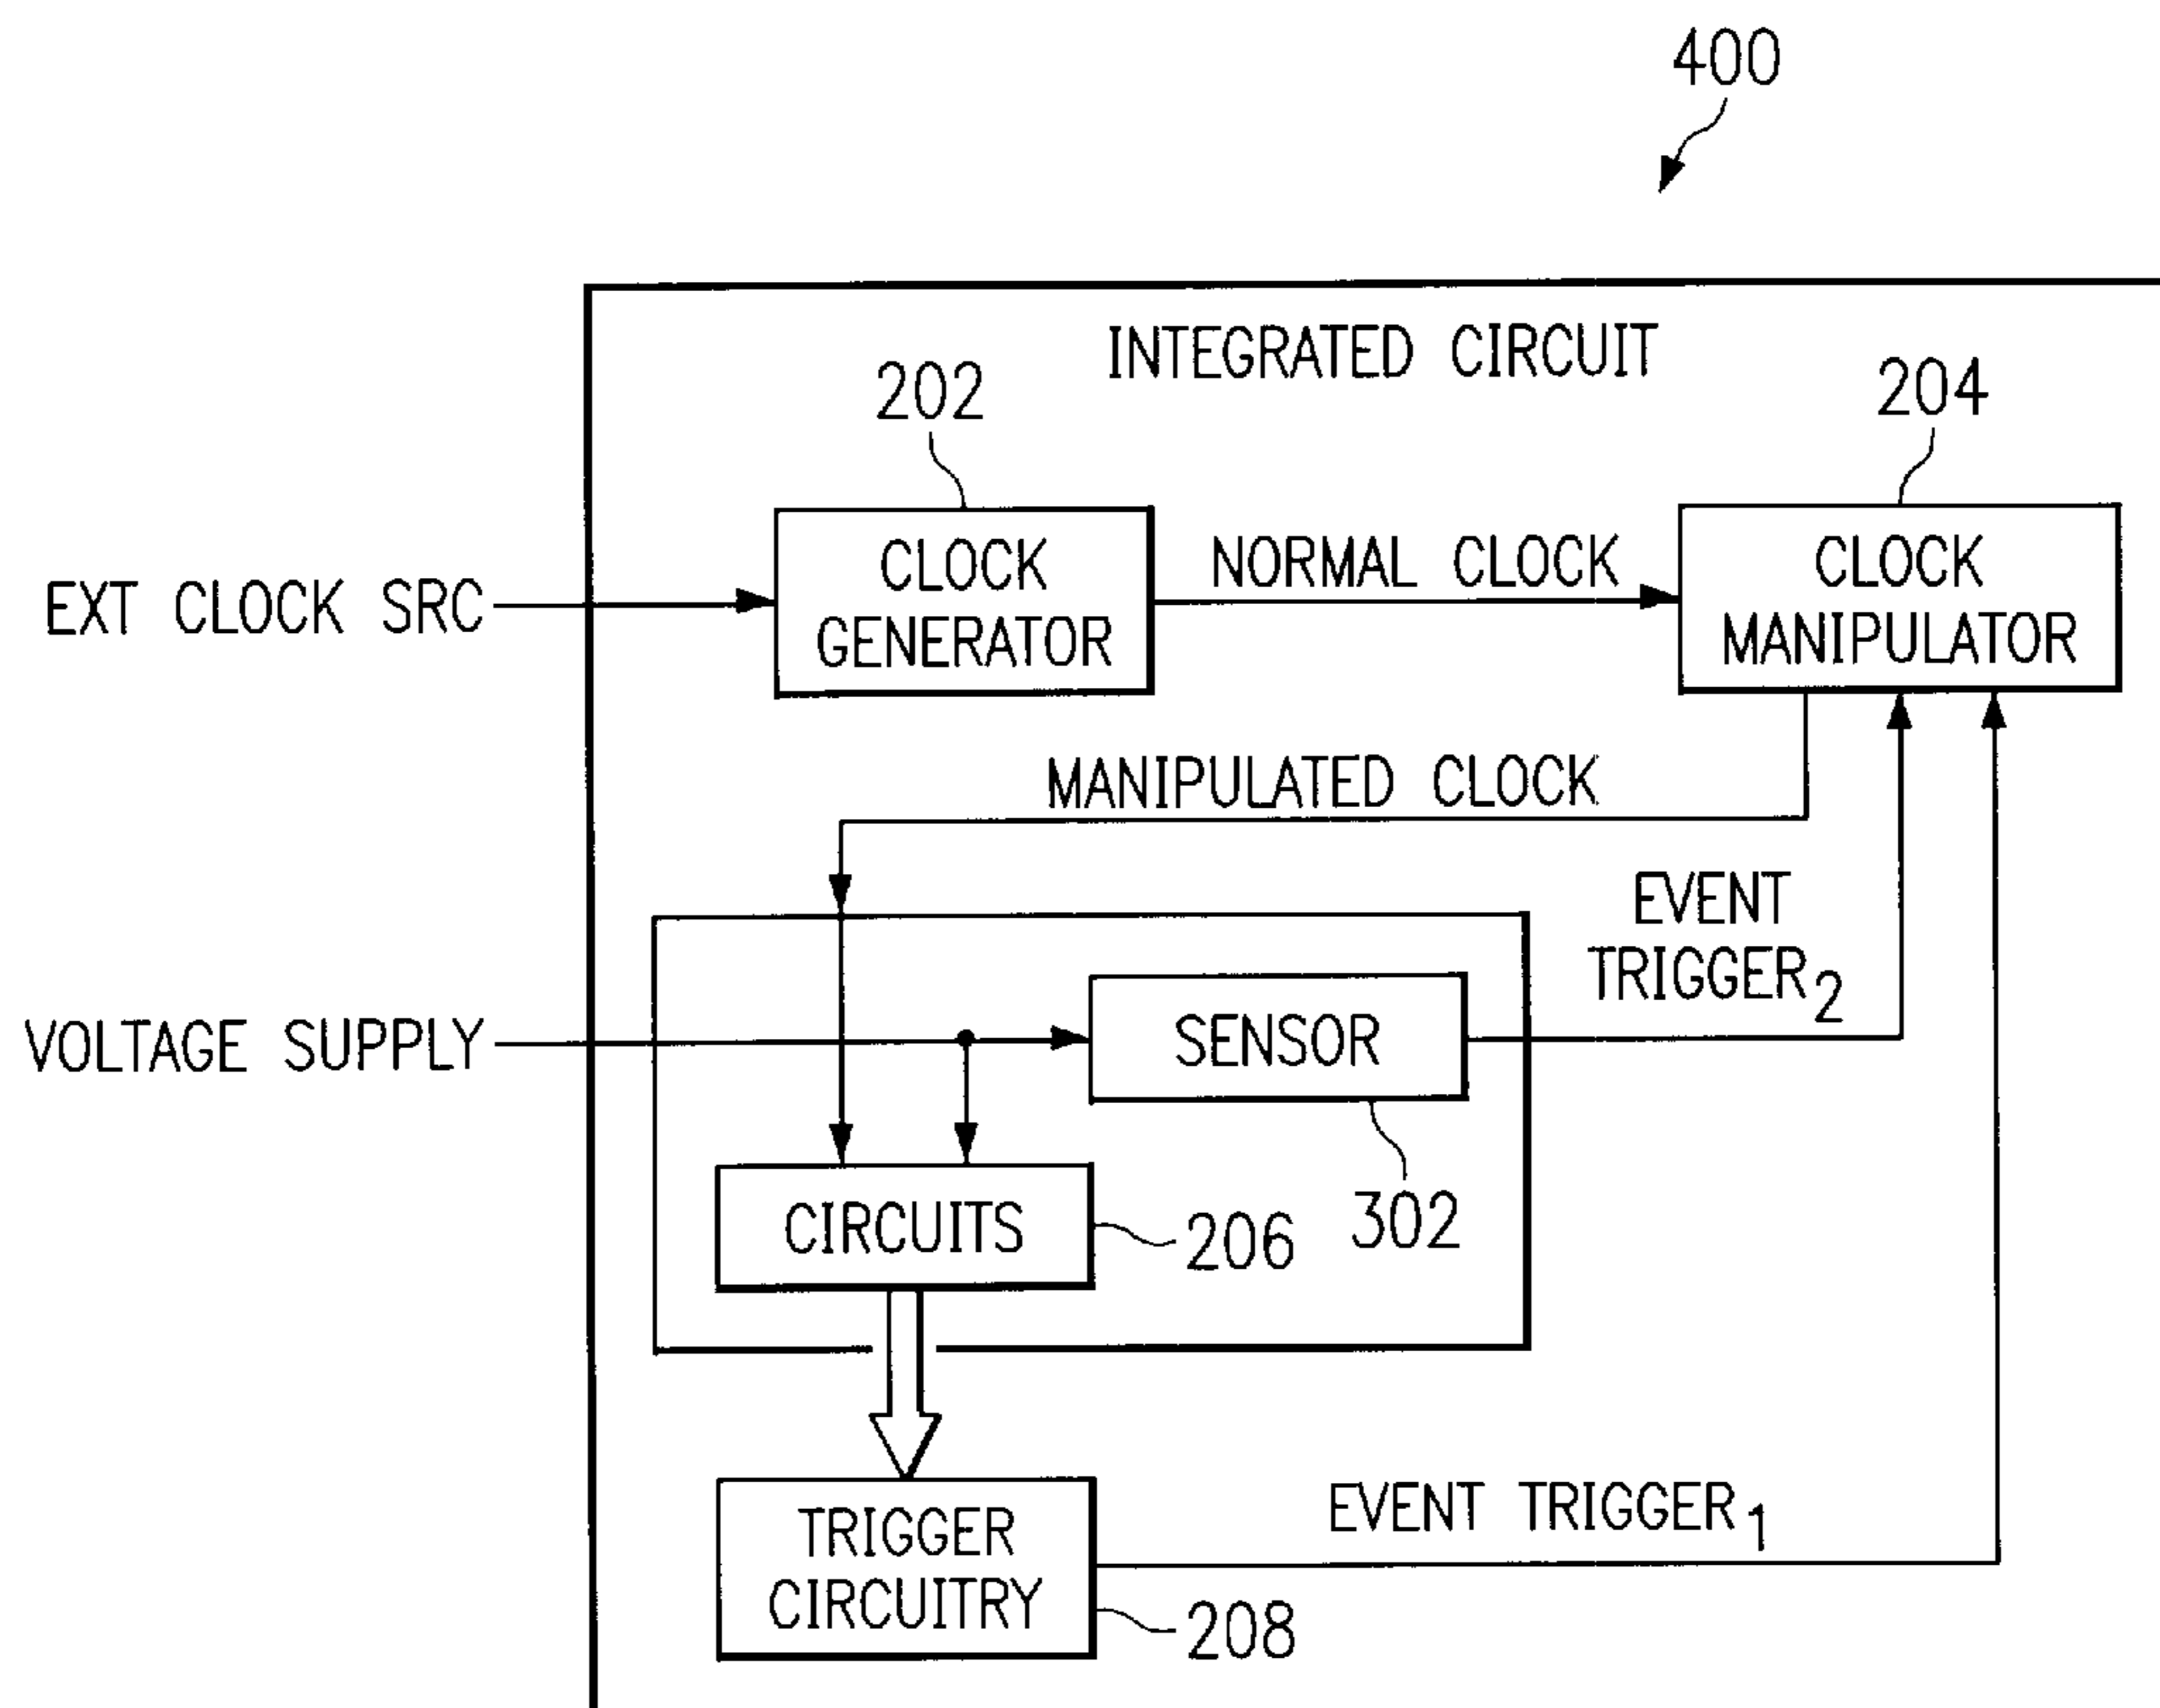 400
INTEGRATED CIRCUIT
202
204
CLOCK
GENERATOR
NORMAL CLOCK
CLOCK
MANIPULATOR
EXT CLOCK SRC
MANIPULATED CLOCK
EVENT
TRIGGER2
VOLTAGE SUPPLY
SENSOR
302
CIRCUITS
206
EVENT TRIGGER1
TRIGGER
CIRCUITRY
208